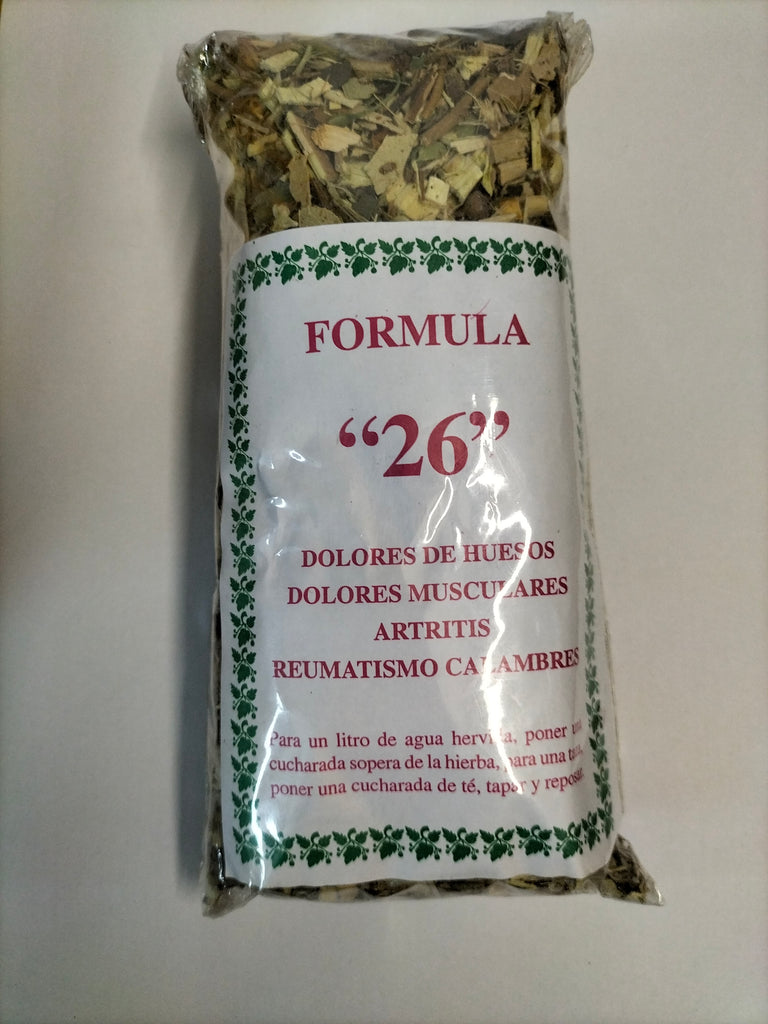 FORMULA
“26”
DOLORES DE HUESOS
DOLORES MUSCULARES
ARTRITIS
REUMATISMO CALAMBRES
Para un litro de agua hervida, poner una
cucharada sopera de la hierba, para una taza,
poner una cucharada de té, tapar y reposar.